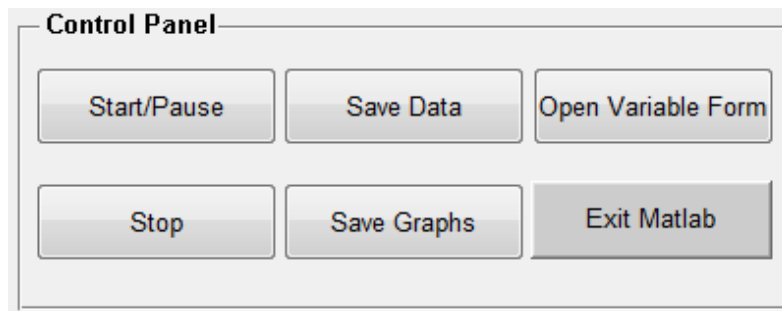 Control Panel
Start/Pause
Save Data
Open Variable Form
Stop
Save Graphs
Exit Matlab